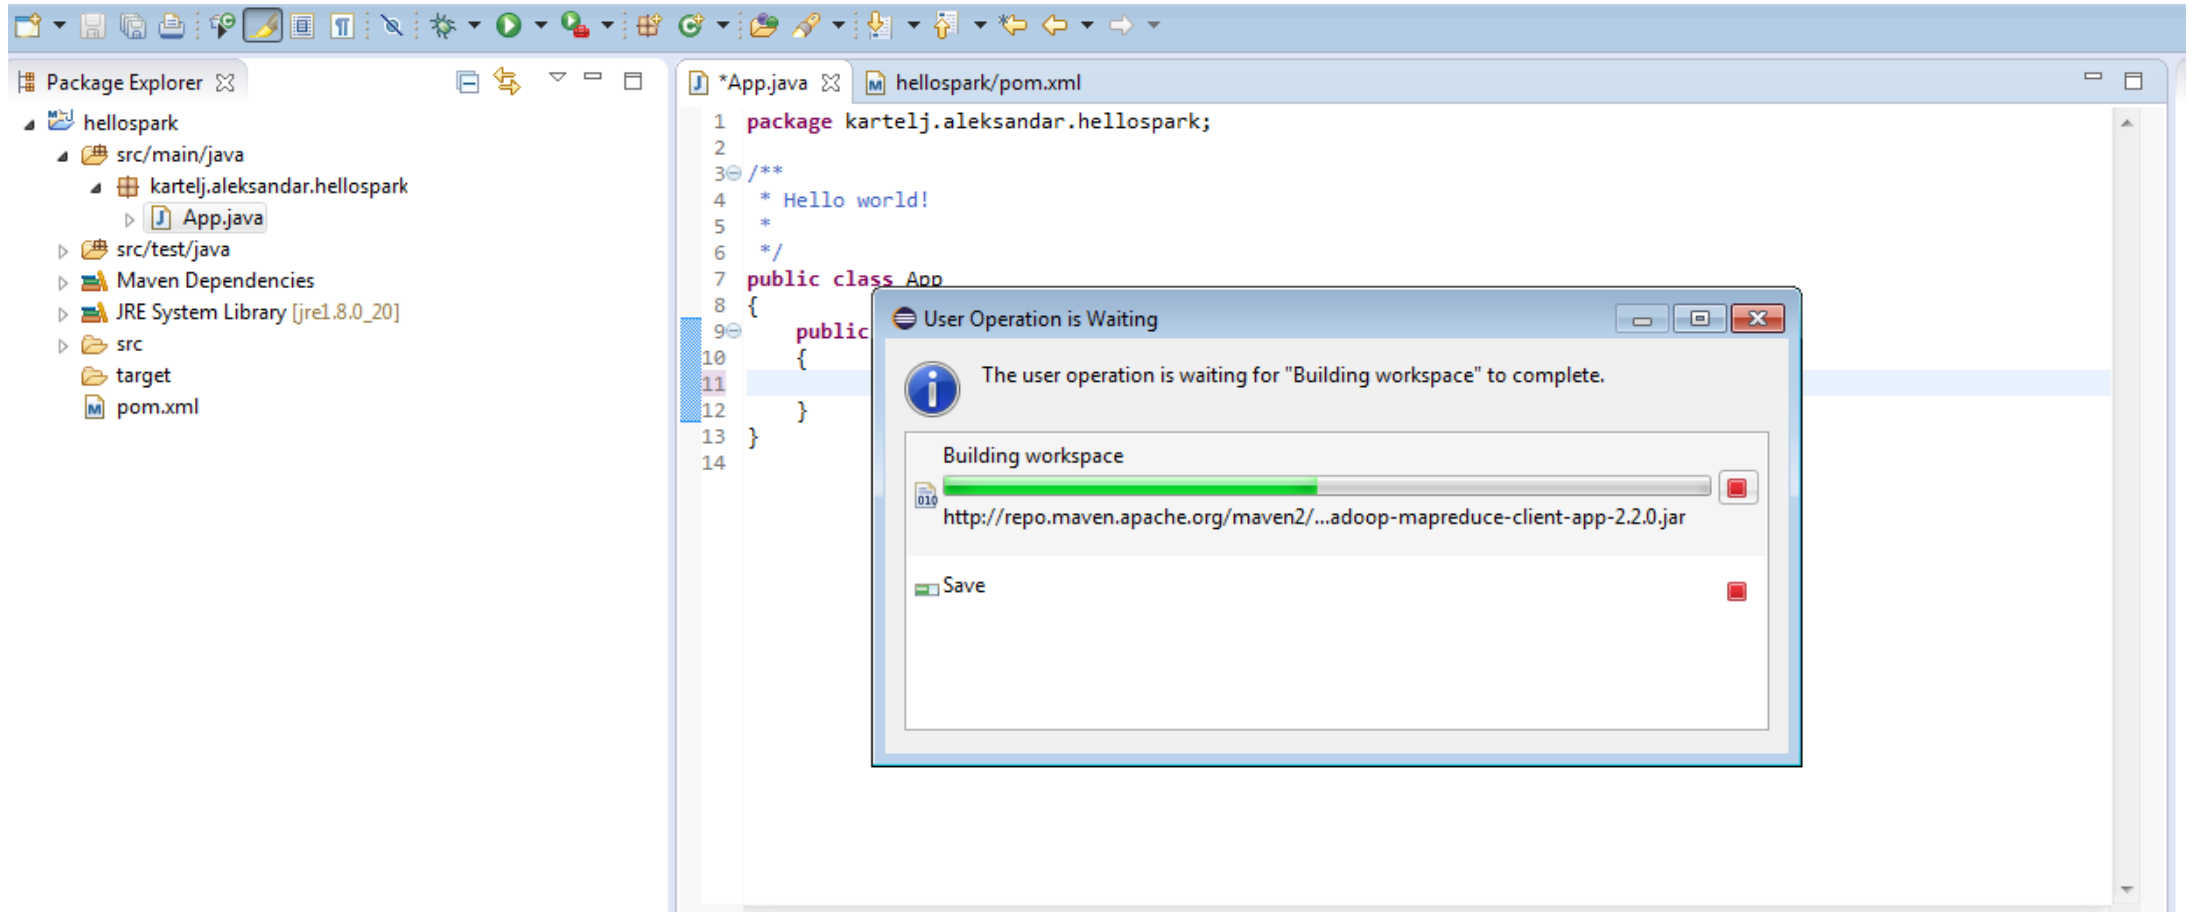 Package Explorer
hellospark
src/main/java
kartelj.aleksandar.hellospark
App.java
src/test/java
Maven Dependencies
JRE System Library [jre1.8.0_20]
src
target
pom.xml
*App.java
hellospark/pom.xml
1 package kartelj.aleksandar.hellospark;
2
3 /**
4 * Hello world!
5 *
6 */
7 public class App
8 {
9 public
10 {
11
12 }
13 }
14
User Operation is Waiting
The user operation is waiting for "Building workspace" to complete.
Building workspace
010
http://repo.maven.apache.org/maven2/...adoop-mapreduce-client-app-2.2.0.jar
Save